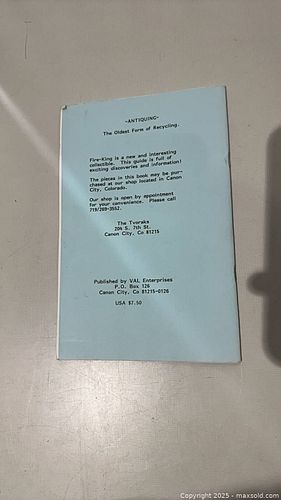 -ANTIQUING-
The Oldest Form of Recycling.
Fire-King is a new and interesting
collectible. This guide is full of
exciting discoveries and information!
The pieces in this book may be pur-
chased at our shop located in Canon
City, Colorado.
Our shop is open by appointment
for your convenience. Please call
719/269-3552.
The Tvoraks
204 S. 7th St.
Canon City, Co 81215
Published by VAL Enterprises
P.O. Box 126
Canon City, Co 81215-0126
USA $7.50
Copyright 2025 - maxsold.com